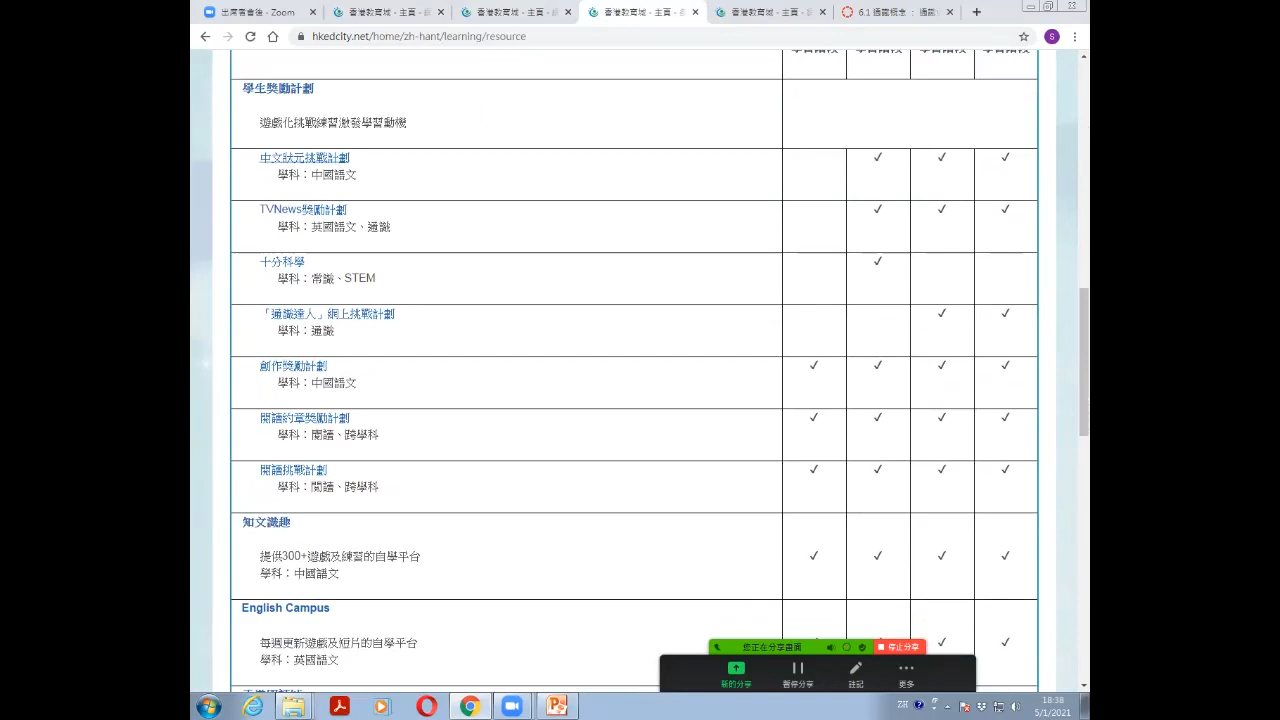 出席審會後 - Zoom
香港教育城 - 主頁 - 
香港教育城 - 主頁 - 
香港教育城 - 主頁 - 
香港教育城 - 主頁 - 
6.1 通識概念 ： 通識
hkedcity.net/home/zh-hant/learning/resource
學生獎勵計劃
遊戲化挑戰練習激發學習動機
中文狀元挑戰計劃 ✓ ✓ ✓
學科：中國語文
TVNews獎勵計劃 ✓ ✓ ✓
學科：英國語文、通識
十分科學 ✓
學科：常識、STEM
「通識達人」網上挑戰計劃 ✓ ✓
學科：通識
創作獎勵計劃 ✓ ✓ ✓ ✓
學科：中國語文
閱讀約章獎勵計劃 ✓ ✓ ✓ ✓
學科：閱讀、跨學科
閱讀挑戰計劃 ✓ ✓ ✓ ✓
學科：閱讀、跨學科
知文識趣
提供300+遊戲及練習的自學平台 ✓ ✓ ✓ ✓
學科：中國語文
English Campus
每週更新遊戲及短片的自學平台 ✓ ✓
學科：英國語文
您正在分享畫面
停止分享
新的分享
暫停分享
註記
更多
ZH
18:38
5/1/2021